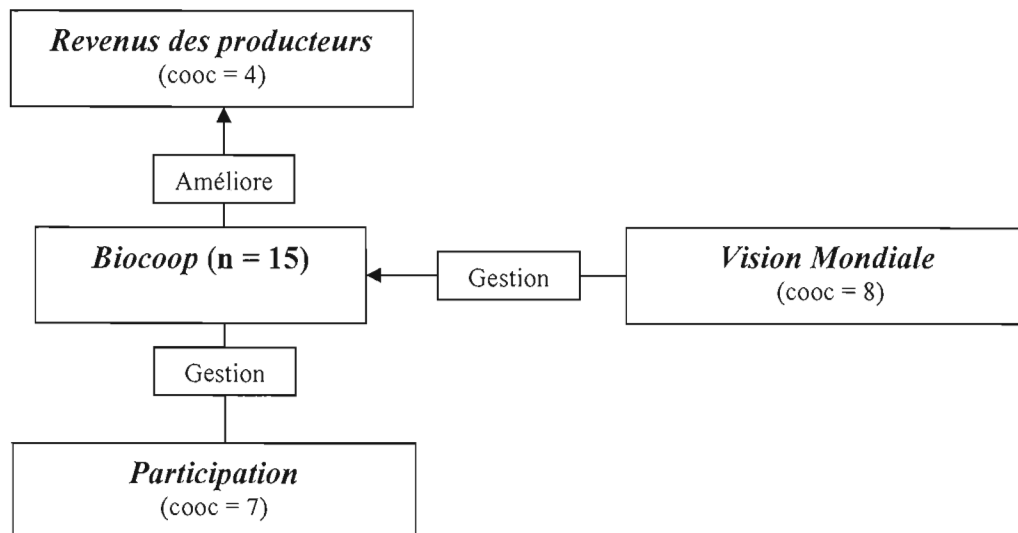 Revenus des producteurs
(cooc = 4)
Améliore
Biocoop (n = 15)
Gestion
Vision Mondiale
(cooc = 8)
Gestion
Participation
(cooc = 7)